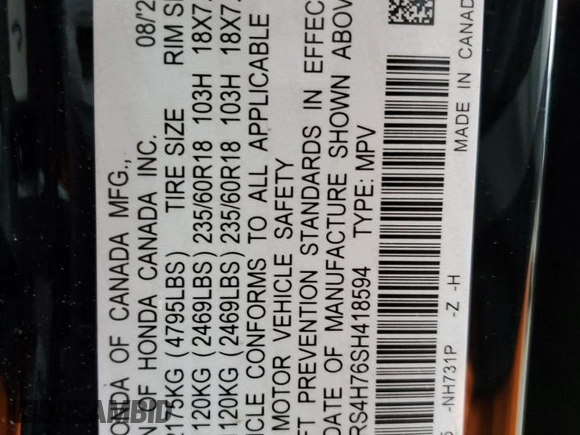 ONDA OF CANADA MFG., 08/2
N OF HONDA CANADA INC.
TIRE SIZE RIM SI
2175KG (4795LBS)
120KG (2469LBS) 235/60R18 103H 18X7.
120KG (2469LBS) 235/60R18 103H 18X7.
ICLE CONFORMS TO ALL APPLICABLE
MOTOR VEHICLE SAFETY
FT PREVENTION STANDARDS IN EFFEC
DATE OF MANUFACTURE SHOWN ABOV
RS4H76SH418594 TYPE: MPV
-NH731P -Z -H MADE IN CANAD